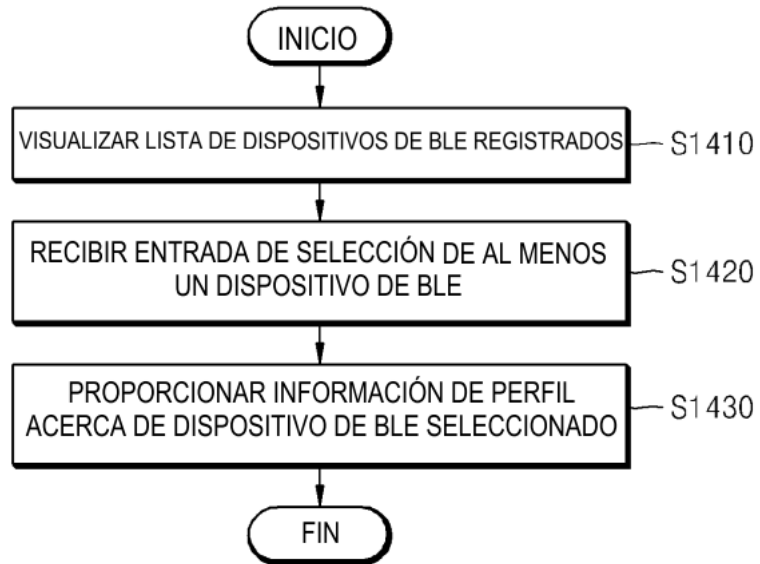 INICIO
VISUALIZAR LISTA DE DISPOSITIVOS DE BLE REGISTRADOS
S1410
RECIBIR ENTRADA DE SELECCIÓN DE AL MENOS
UN DISPOSITIVO DE BLE
S1420
PROPORCIONAR INFORMACIÓN DE PERFIL
ACERCA DE DISPOSITIVO DE BLE SELECCIONADO
S1430
FIN